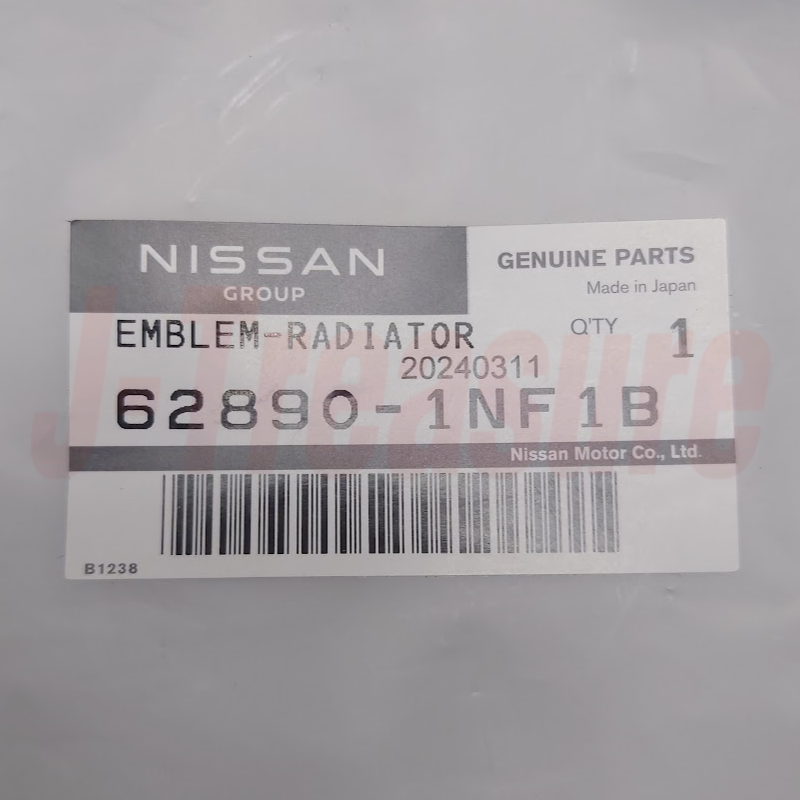 NISSAN
GROUP
GENUINE PARTS
Made in Japan
EMBLEM-RADIATOR
Q'TY 1
20240311
62890-1NF1B
Nissan Motor Co., Ltd.
B1238
J-Treasure